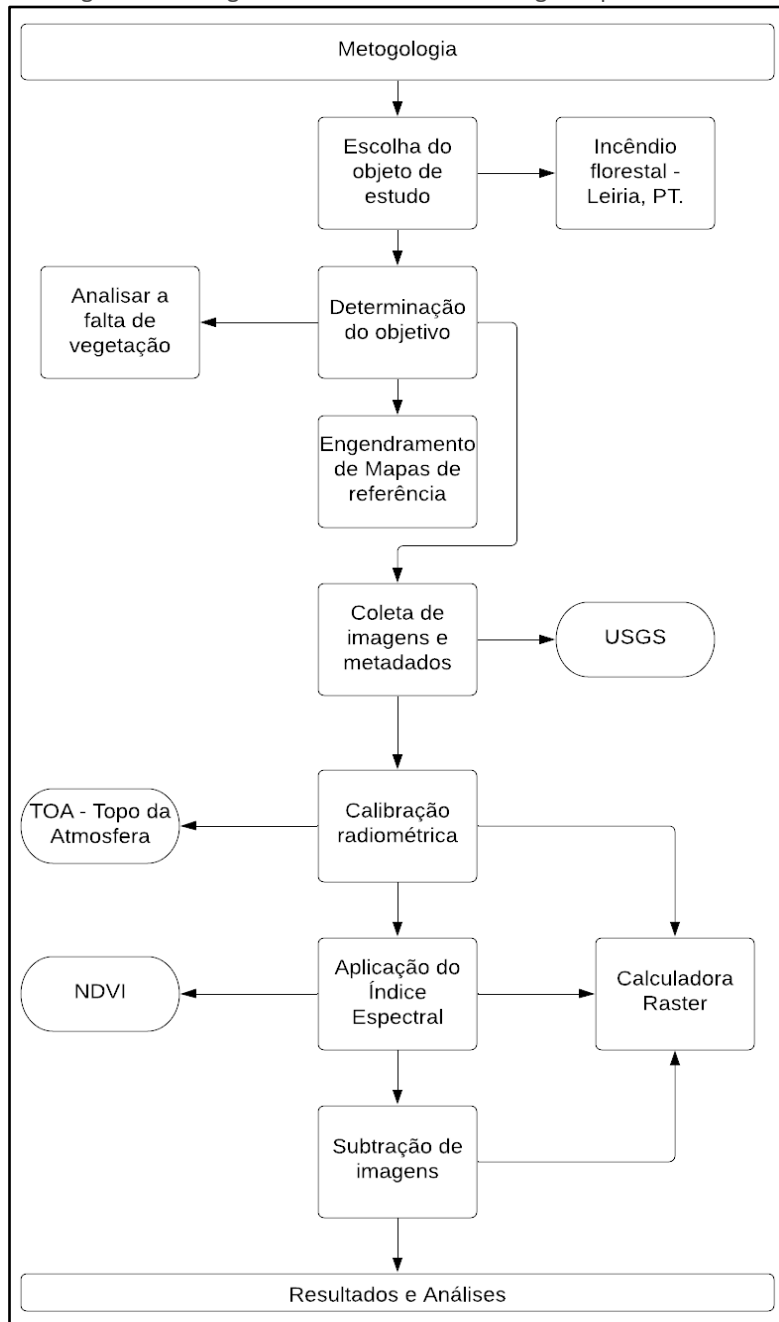 Metogologia
Escolha do
objeto de
estudo
Incêndio
florestal -
Leiria, PT.
Analisar a
falta de
vegetação
Determinação
do objetivo
Engendramento
de Mapas de
referência
Coleta de
imagens e
metadados
USGS
TOA - Topo da
Atmosfera
Calibração
radiométrica
NDVI
Aplicação do
Índice
Espectral
Calculadora
Raster
Subtração de
imagens
Resultados e Análises